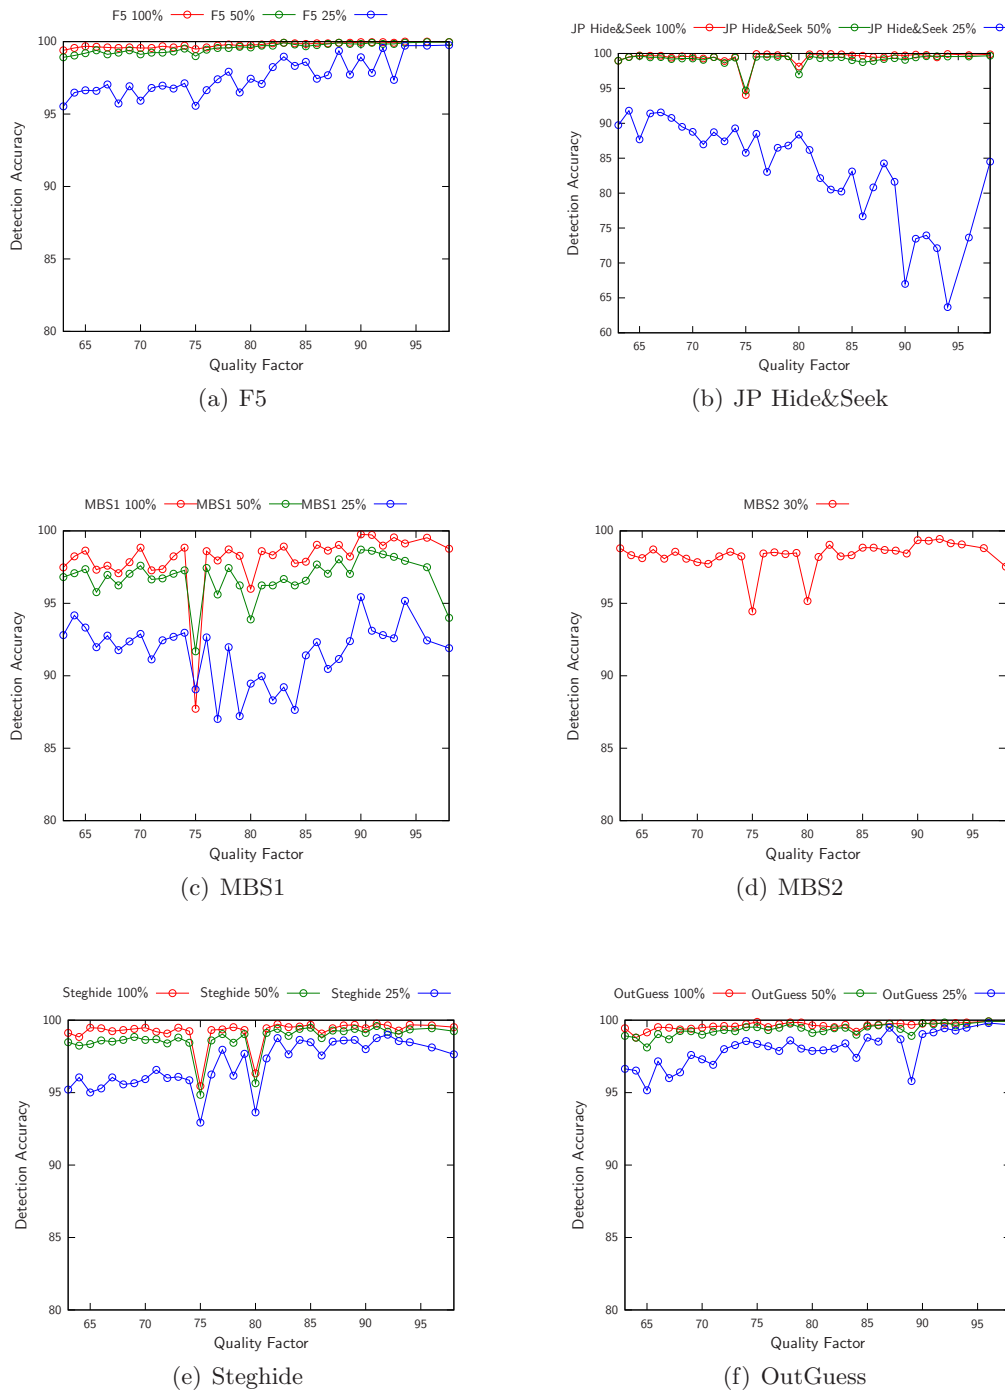 F5 100% F5 50% F5 25%
100
95
90
85
80
Detection Accuracy
65 70 75 80 85 90 95
Quality Factor
(a) F5
JP Hide&Seek 100% JP Hide&Seek 50% JP Hide&Seek 25%
100
95
90
85
80
75
70
65
60
Detection Accuracy
65 70 75 80 85 90 95
Quality Factor
(b) JP Hide&Seek
MBS1 100% MBS1 50% MBS1 25%
100
95
90
85
80
Detection Accuracy
65 70 75 80 85 90 95
Quality Factor
(c) MBS1
MBS2 30%
100
95
90
85
80
Detection Accuracy
65 70 75 80 85 90 95
Quality Factor
(d) MBS2
Steghide 100% Steghide 50% Steghide 25%
100
95
90
85
80
Detection Accuracy
65 70 75 80 85 90 95
Quality Factor
(e) Steghide
OutGuess 100% OutGuess 50% OutGuess 25%
100
95
90
85
80
Detection Accuracy
65 70 75 80 85 90 95
Quality Factor
(f) OutGuess